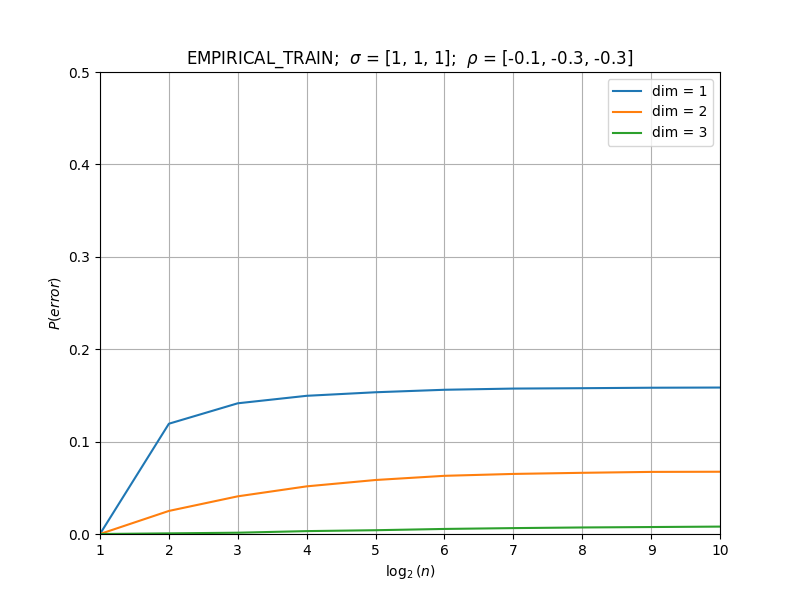 EMPIRICAL_TRAIN; σ = [1, 1, 1]; ρ = [-0.1, -0.3, -0.3]
dim = 1
dim = 2
dim = 3
0.5
0.4
0.3
0.2
0.1
0.0
P(error)
1 2 3 4 5 6 7 8 9 10
log₂(n)